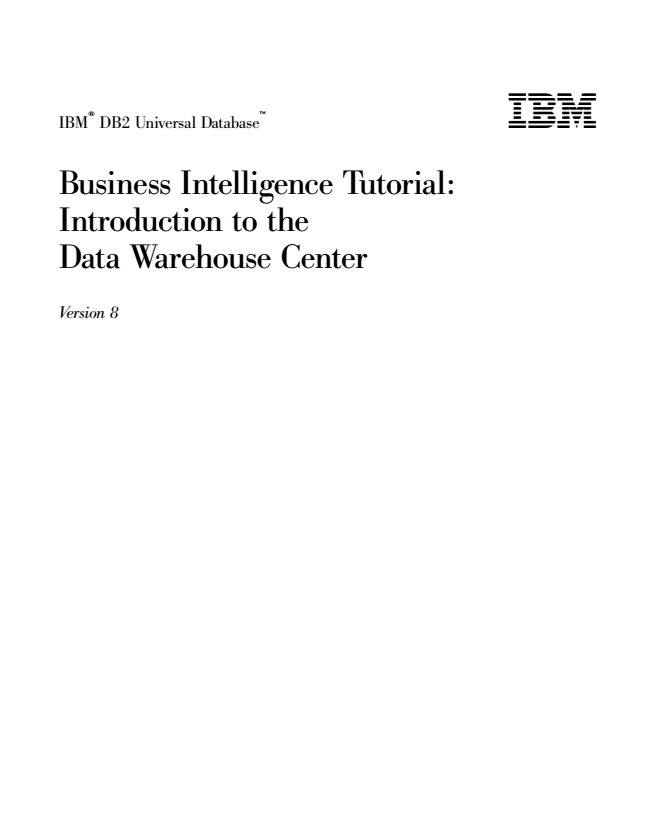 IBM® DB2 Universal Database™
IBM
Business Intelligence Tutorial:
Introduction to the
Data Warehouse Center
Version 8